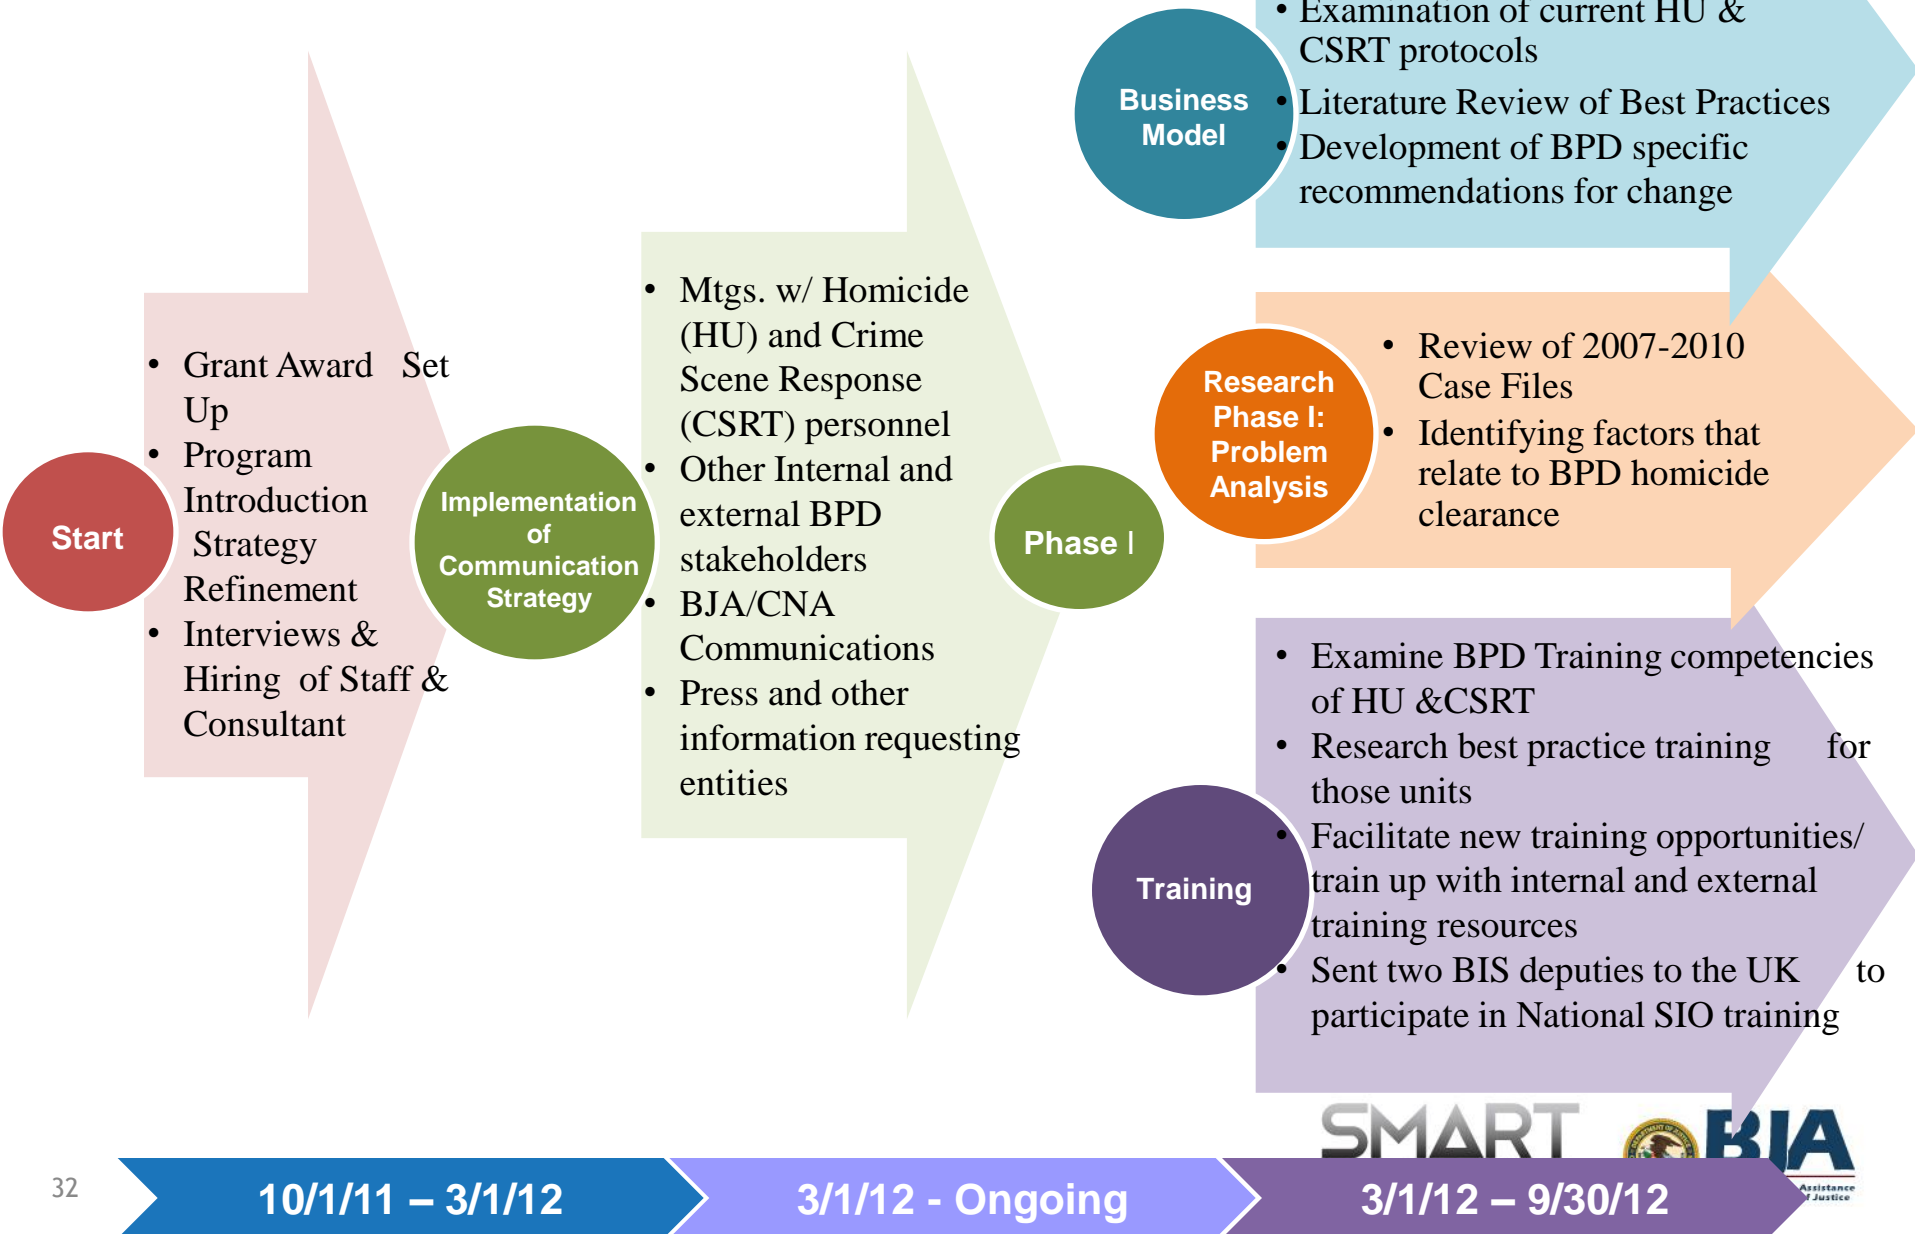 • Grant Award Set
Up
• Program
Introduction
Strategy
Refinement
• Interviews &
Hiring of Staff &
Consultant
Start
Implementation
of
Communication
Strategy
• Mtgs. w/ Homicide
(HU) and Crime
Scene Response
(CSRT) personnel
• Other Internal and
external BPD
stakeholders
• BJA/CNA
Communications
• Press and other
information requesting
entities
Phase I
Business
Model
• Examination of current HU &
CSRT protocols
• Literature Review of Best Practices
• Development of BPD specific
recommendations for change
Research
Phase I:
Problem
Analysis
• Review of 2007-2010
Case Files
• Identifying factors that
relate to BPD homicide
clearance
Training
• Examine BPD Training competencies
of HU &CSRT
• Research best practice training for
those units
• Facilitate new training opportunities/
train up with internal and external
training resources
• Sent two BIS deputies to the UK to
participate in National SIO training
SMART
BJA
Assistance
f Justice
32
10/1/11 – 3/1/12
3/1/12 - Ongoing
3/1/12 – 9/30/12